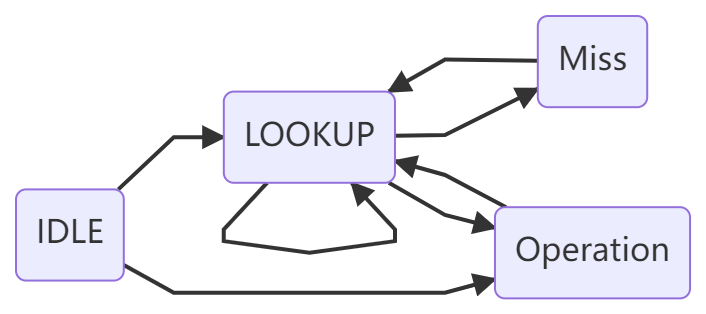 Miss
LOOKUP
IDLE
Operation